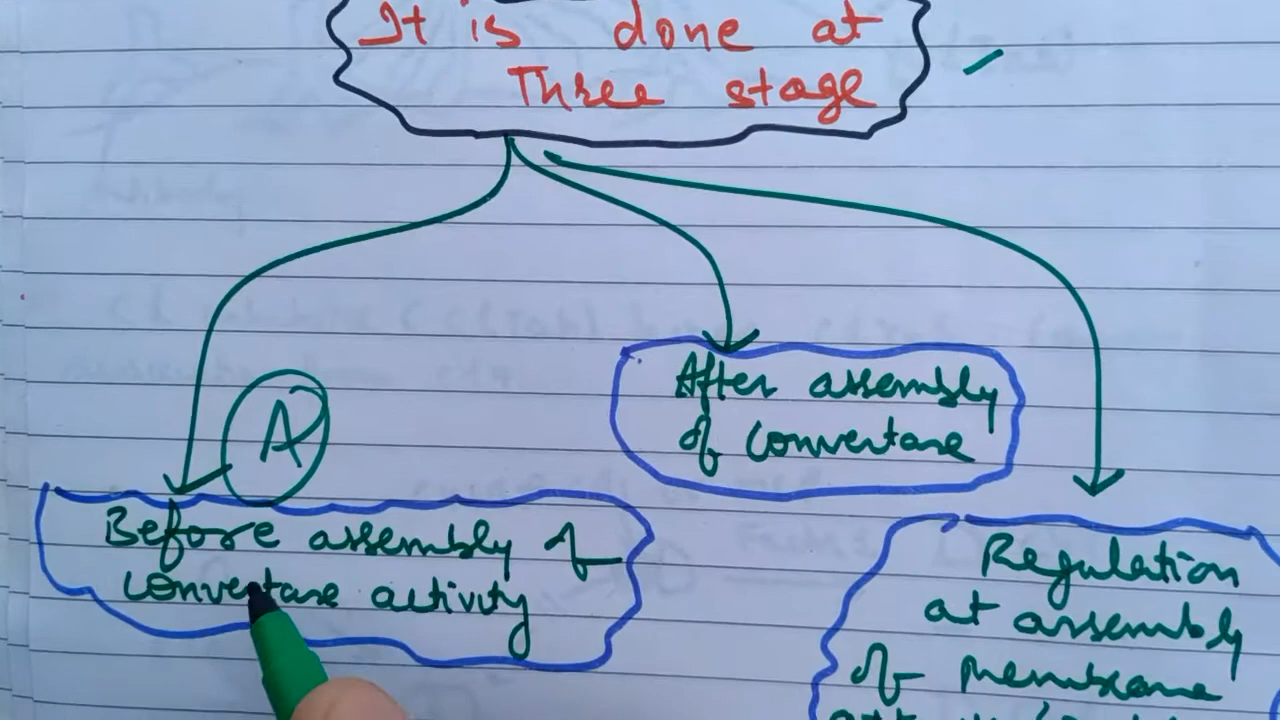 It is done at
Three stage
A
After assembly
of convertase
Before assembly of
convertase activity
Regulation
at assembly
of membrane